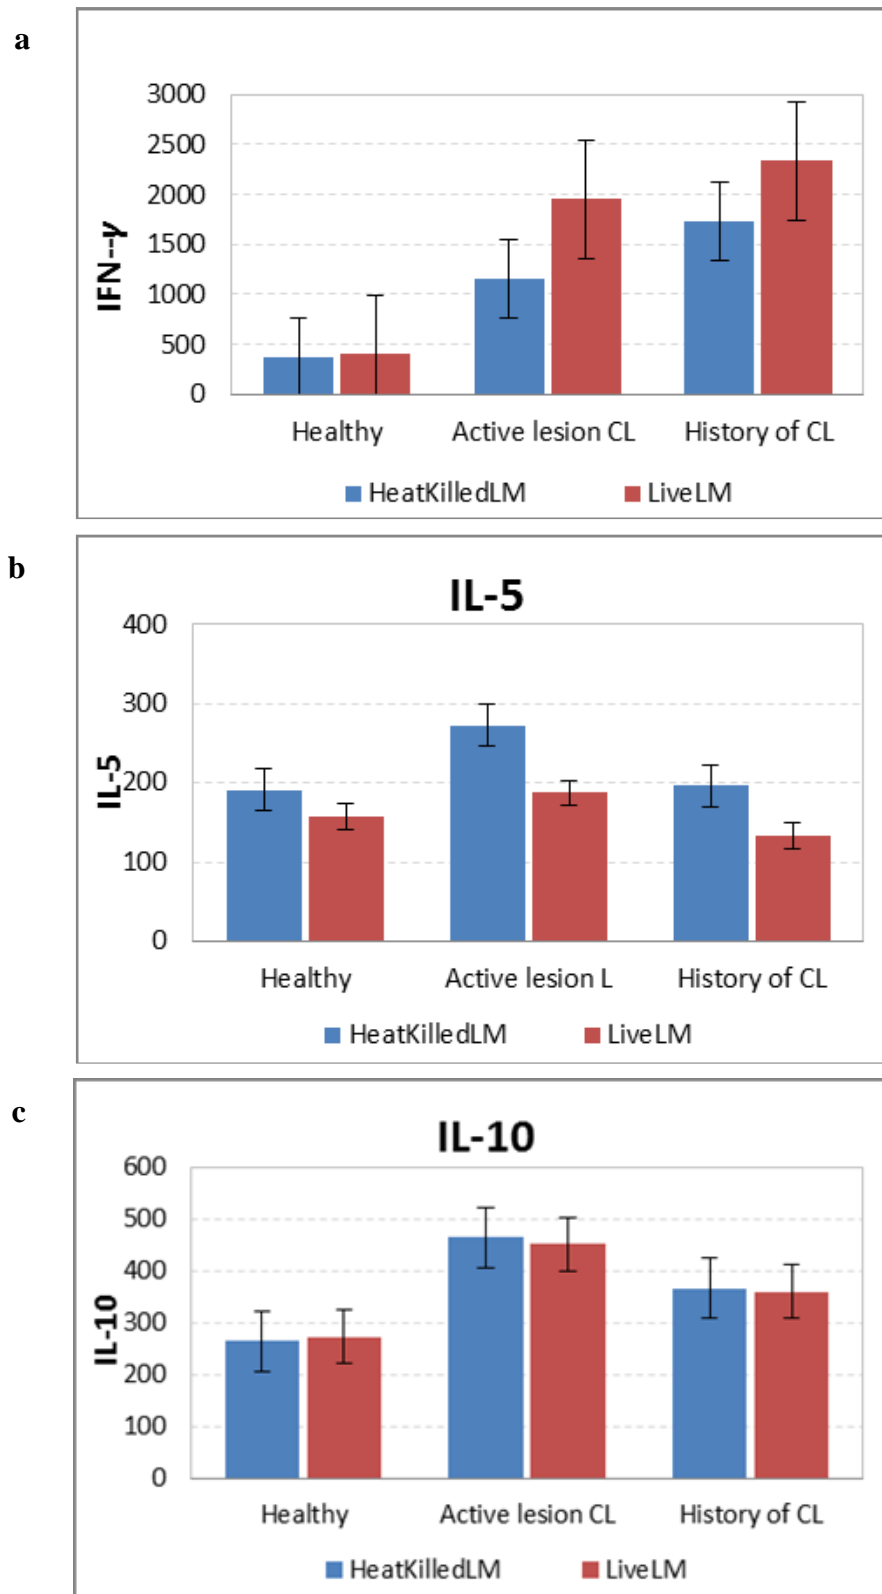 a
3000
2500
2000
1500
1000
500
0
IFN--γ
Healthy Active lesion CL History of CL
HeatKilledLM LiveLM
b
IL-5
400
300
200
100
0
IL-5
Healthy Active lesion L History of CL
HeatKilledLM LiveLM
c
IL-10
600
500
400
300
200
100
0
IL-10
Healthy Active lesion CL History of CL
HeatKilledLM LiveLM